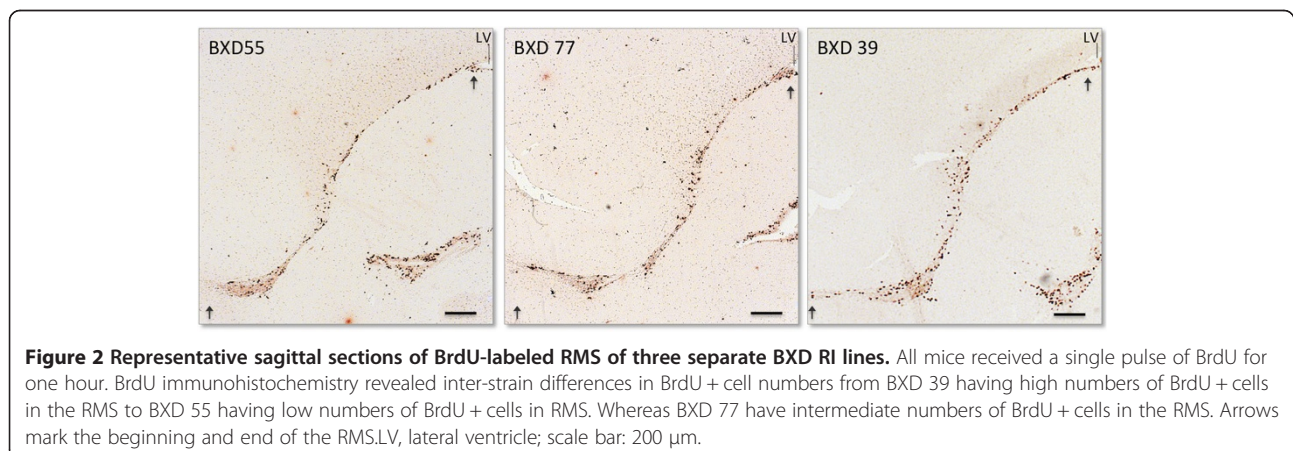 BXD55
LV
BXD 77
LV
BXD 39
LV
Figure 2 Representative sagittal sections of BrdU-labeled RMS of three separate BXD RI lines. All mice received a single pulse of BrdU for
one hour. BrdU immunohistochemistry revealed inter-strain differences in BrdU + cell numbers from BXD 39 having high numbers of BrdU + cells
in the RMS to BXD 55 having low numbers of BrdU + cells in RMS. Whereas BXD 77 have intermediate numbers of BrdU + cells in the RMS. Arrows
mark the beginning and end of the RMS.LV, lateral ventricle; scale bar: 200 μm.